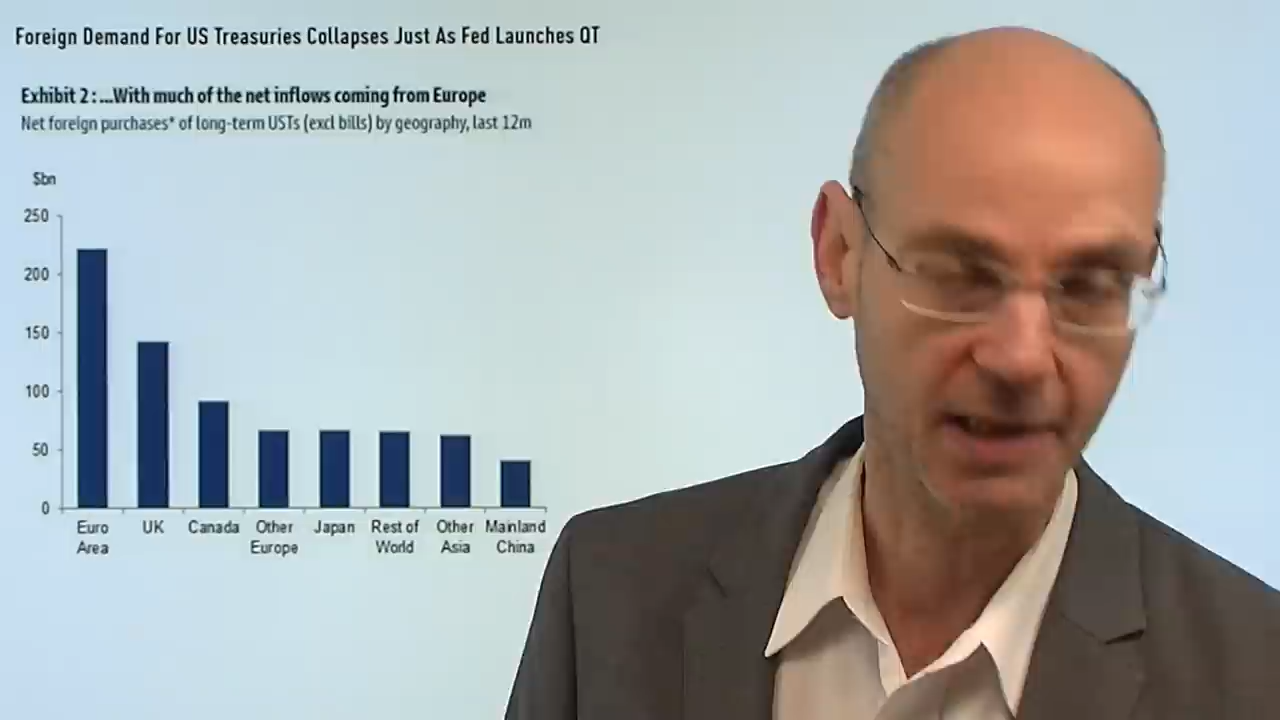 Foreign Demand For US Treasuries Collapses Just As Fed Launches QT
Exhibit 2: ...With much of the net inflows coming from Europe
Net foreign purchases* of long-term USTs (excl bills) by geography, last 12m
$bn
250
200
150
100
50
0
Euro Area
UK
Canada
Other Europe
Japan
Rest of World
Other Asia
Mainland China